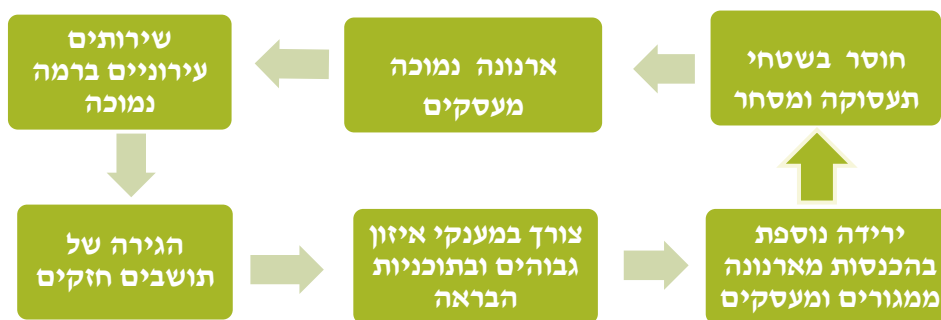 חוסר בשטחי
תעסוקה ומסחר
ארנונה נמוכה
מעסקים
שירותים
עירוניים ברמה
נמוכה
הגירה של
תושבים חזקים
צורך במענקי איזון
גבוהים ובתוכניות
הבראה
ירידה נוספת
בהכנסות מארנונה
ממגורים ומעסקים